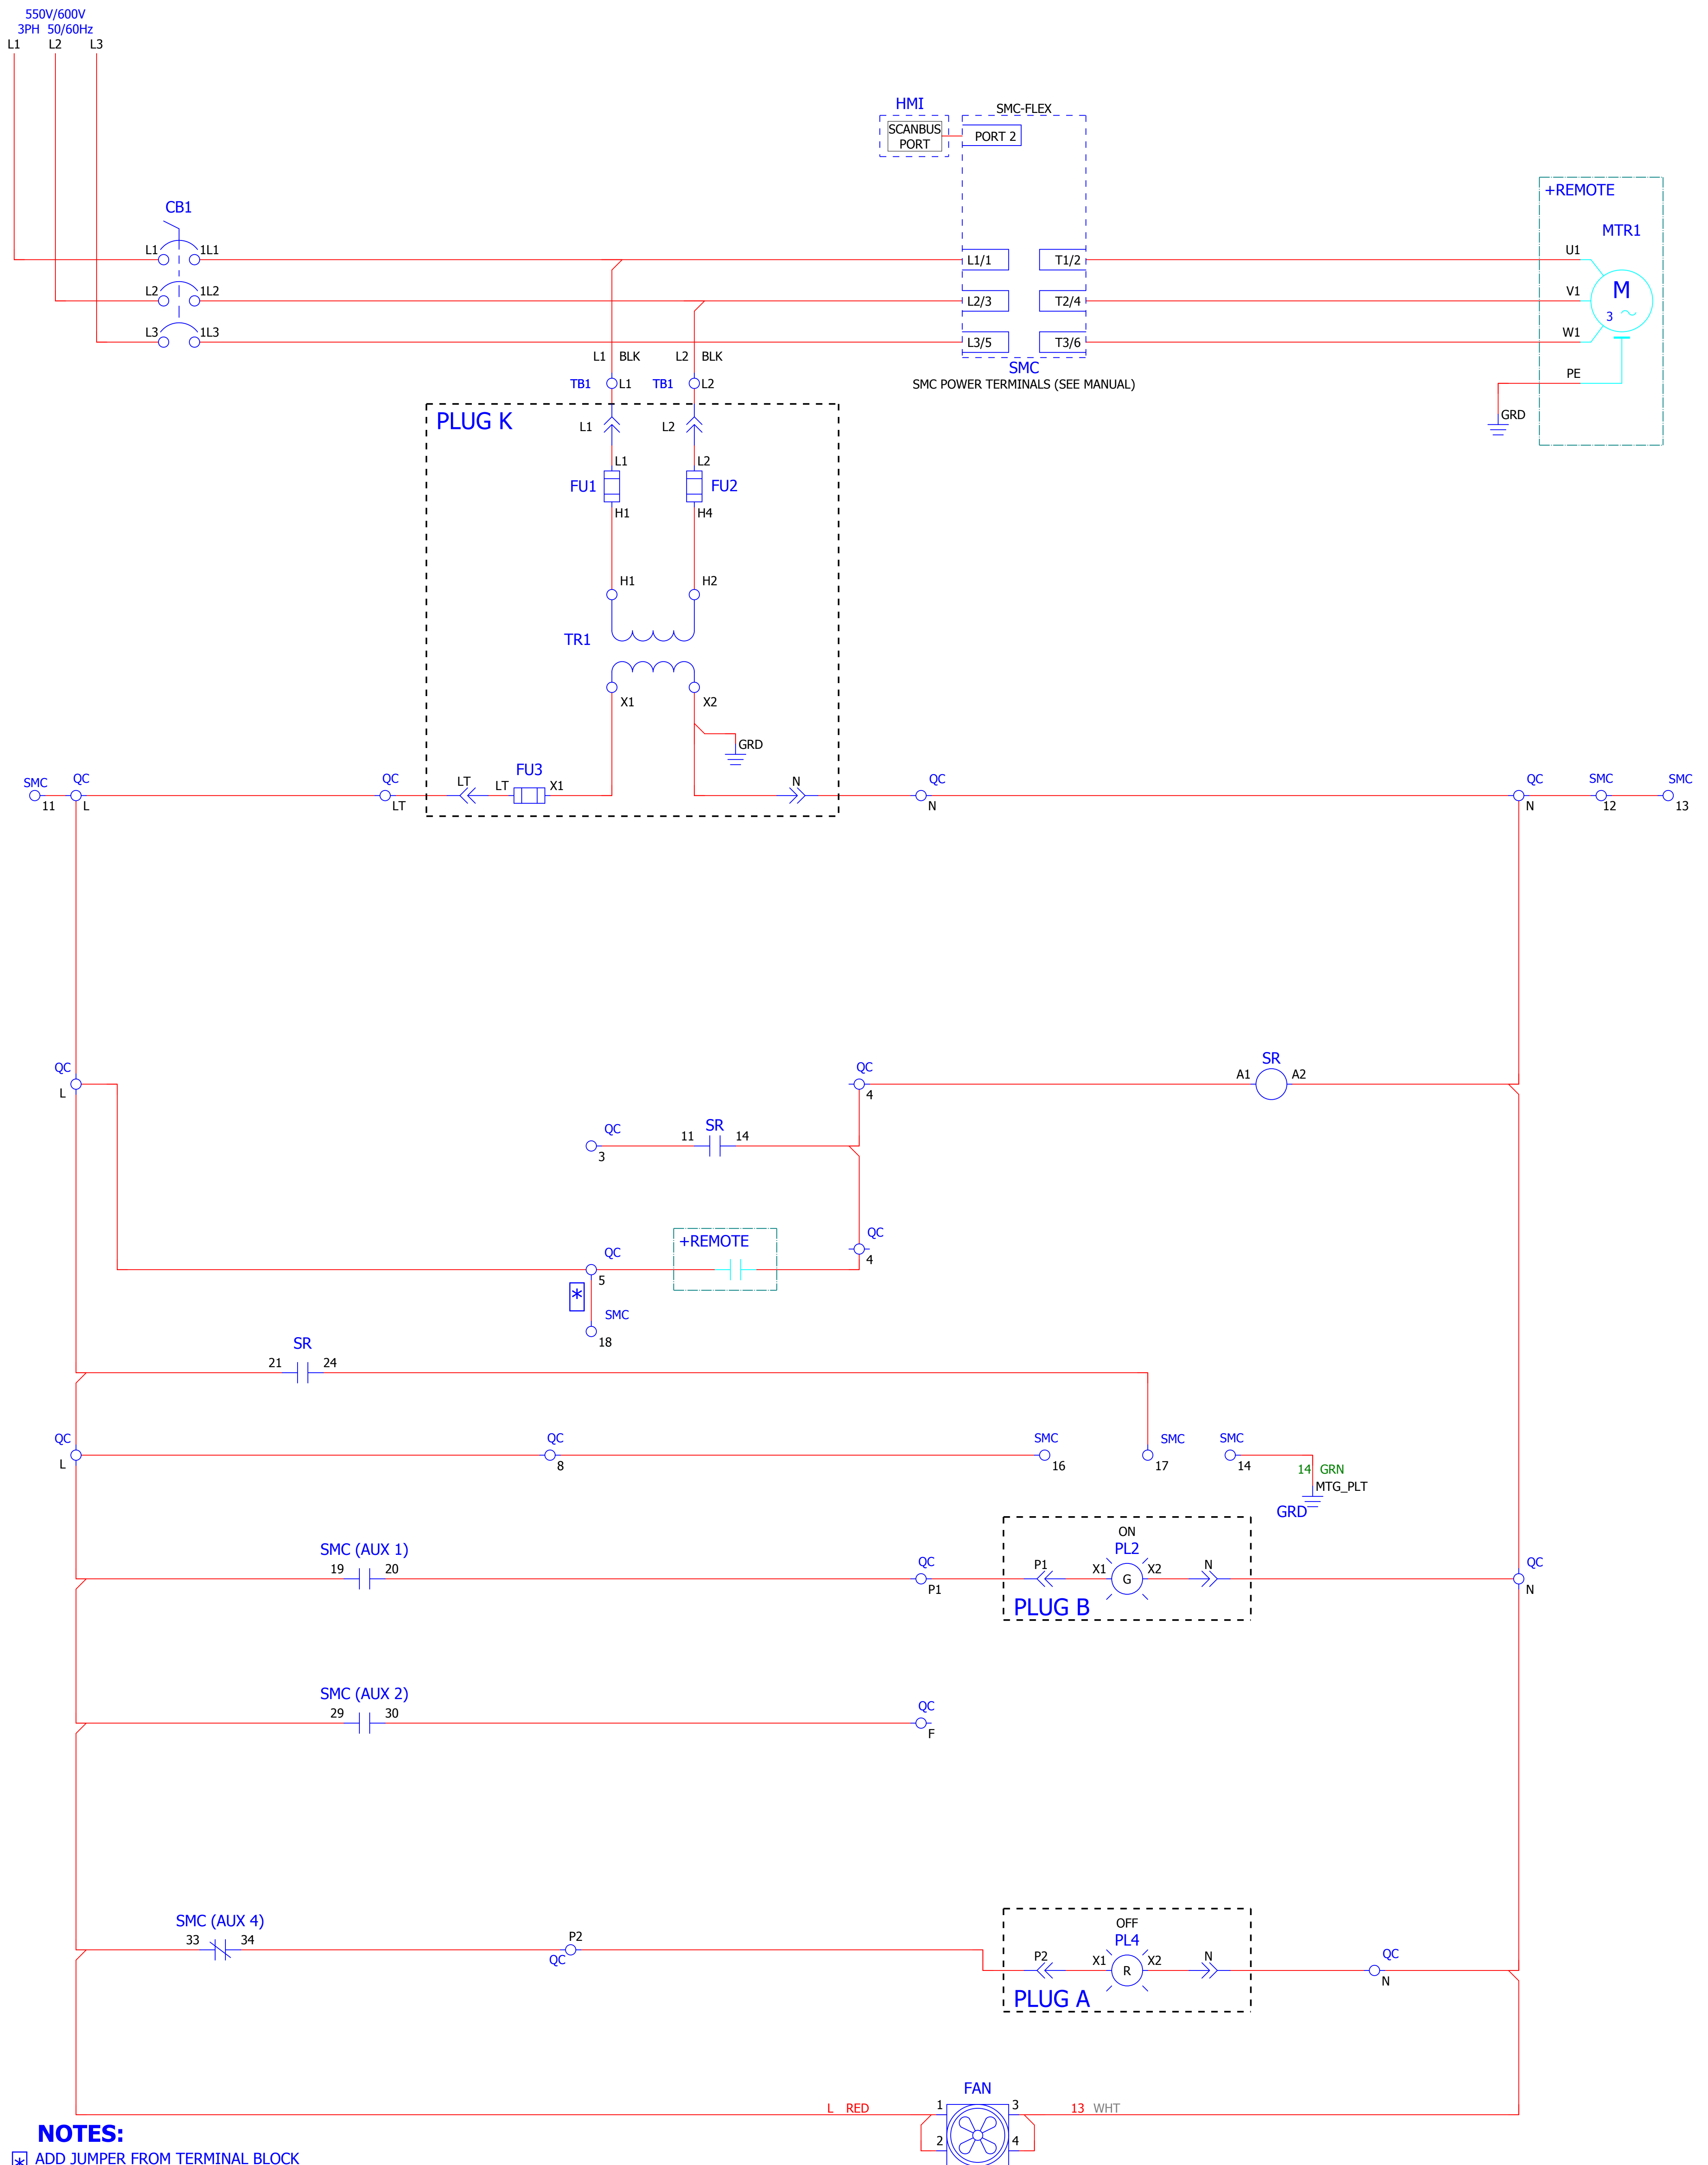 550V/600V
3PH 50/60Hz
L1 L2 L3
HMI
SMC-FLEX
SCANBUS
PORT
PORT 2
+REMOTE
MTR1
CB1
L1 1L1
L1/1 T1/2
U1
L2 1L2
L2/3 T2/4
V1
M
3
L3 1L3
L3/5 T3/6
W1
L1 BLK L2 BLK
SMC
SMC POWER TERMINALS (SEE MANUAL)
TB1 L1 TB1 L2
PE
GRD
PLUG K
L1 L2
L1 L2
FU1 FU2
H1 H4
H1 H2
TR1
X1 X2
GRD
SMC QC QC
LT LT FU3 X1
N QC
QC SMC SMC
11 L LT
N
N 12 13
QC
L
QC
4
SR
A1 A2
QC
3
SR
11 14
QC
4
+REMOTE
QC
5
*
SMC
18
SR
21 24
QC
L
QC
8
SMC
16
SMC
17
SMC
14
14 GRN
MTG_PLT
GRD
SMC (AUX 1)
19 20
QC
P1
ON
PL2
P1 X1 G X2 N
PLUG B
QC
N
SMC (AUX 2)
29 30
QC
F
SMC (AUX 4)
33 34
P2
QC
OFF
PL4
P2 X1 R X2 N
PLUG A
QC
N
FAN
L RED 1 3 13 WHT
2 4
NOTES:
* ADD JUMPER FROM TERMINAL BLOCK